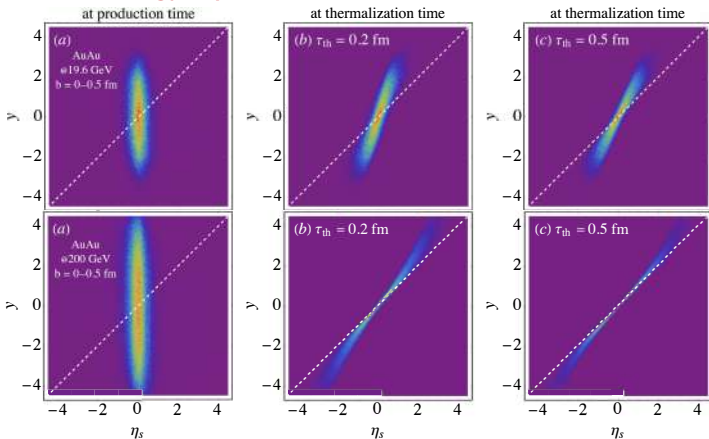 at production time
at thermalization time
at thermalization time
(a)
AuAu
@19.6 GeV
b = 0–0.5 fm
(b) τth = 0.2 fm
(c) τth = 0.5 fm
4
2
0
−2
−4
y
4
2
0
−2
−4
y
4
2
0
−2
−4
y
(a)
AuAu
@200 GeV
b = 0–0.5 fm
(b) τth = 0.2 fm
(c) τth = 0.5 fm
4
2
0
−2
−4
y
4
2
0
−2
−4
y
4
2
0
−2
−4
y
−4 −2 0 2 4
−4 −2 0 2 4
−4 −2 0 2 4
ηs
ηs
ηs